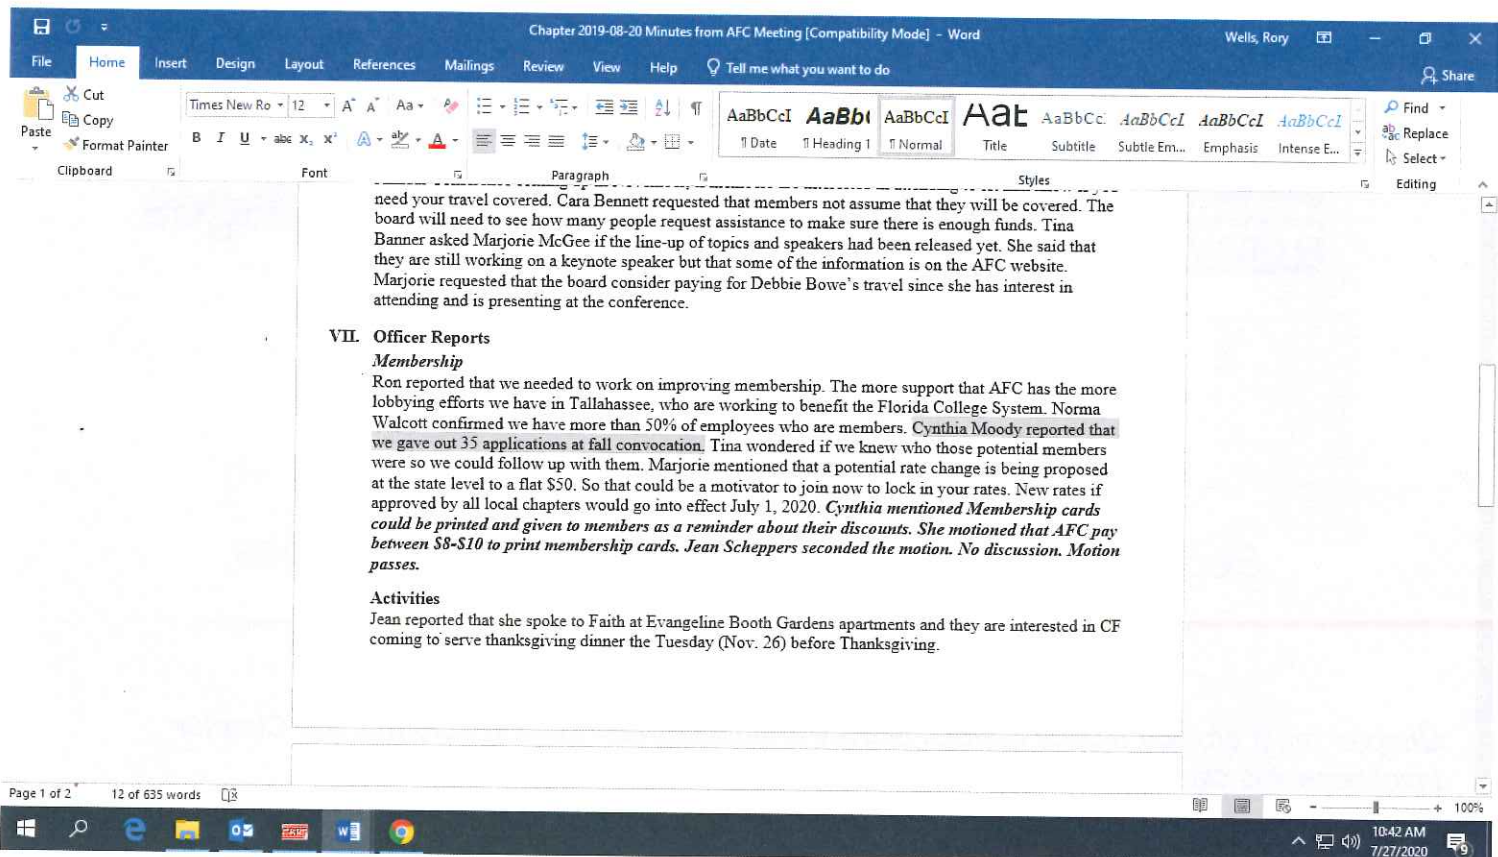 Chapter 2019-08-20 Minutes from AFC Meeting [Compatibility Mode] - Word
Wells, Rory
File Home Insert Design Layout References Mailings Review View Help Tell me what you want to do
Share
Cut
Copy
Format Painter
Paste
Clipboard
Times New Ro 12
Aa
B I U abc X₂ X²
Font
Paragraph
AaBbCcI AaBb( AaBbCcI AaB AaBbCc AaBbCcI AaBbCcI AaBbCcI
¶ Date ¶ Heading 1 ¶ Normal Title Subtitle Subtle Em... Emphasis Intense E...
Styles
Find
Replace
Select
Editing
need your travel covered. Cara Bennett requested that members not assume that they will be covered. The
board will need to see how many people request assistance to make sure there is enough funds. Tina
Banner asked Marjorie McGee if the line-up of topics and speakers had been released yet. She said that
they are still working on a keynote speaker but that some of the information is on the AFC website.
Marjorie requested that the board consider paying for Debbie Bowe's travel since she has interest in
attending and is presenting at the conference.
VII. Officer Reports
Membership
Ron reported that we needed to work on improving membership. The more support that AFC has the more
lobbying efforts we have in Tallahassee, who are working to benefit the Florida College System. Norma
Walcott confirmed we have more than 50% of employees who are members. Cynthia Moody reported that
we gave out 35 applications at fall convocation. Tina wondered if we knew who those potential members
were so we could follow up with them. Marjorie mentioned that a potential rate change is being proposed
at the state level to a flat $50. So that could be a motivator to join now to lock in your rates. New rates if
approved by all local chapters would go into effect July 1, 2020. Cynthia mentioned Membership cards
could be printed and given to members as a reminder about their discounts. She motioned that AFC pay
between $8-$10 to print membership cards. Jean Scheppers seconded the motion. No discussion. Motion
passes.
Activities
Jean reported that she spoke to Faith at Evangeline Booth Gardens apartments and they are interested in CF
coming to serve thanksgiving dinner the Tuesday (Nov. 26) before Thanksgiving.
Page 1 of 2 12 of 635 words
100%
10:42 AM
7/27/2020